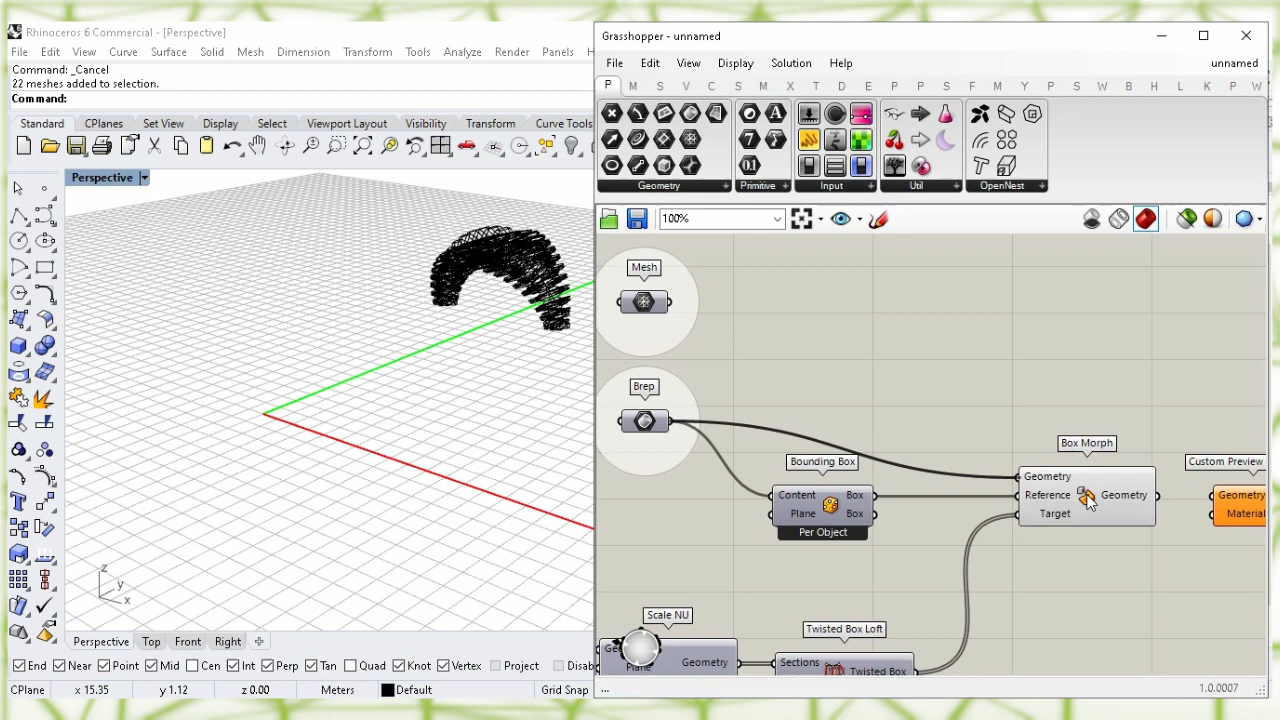 Rhinoceros 6 Commercial - [Perspective]
File Edit View Curve Surface Solid Mesh Dimension Transform Tools Analyze Render Panels
Command: _Cancel
22 meshes added to selection.
Command:
Standard CPlanes Set View Display Select Viewport Layout Visibility Transform Curve Tools
Perspective
z
y
x
Perspective Top Front Right
End Near Point Mid Cen Int Perp Tan Quad Knot Vertex Project Disab
CPlane x 15.35 y 1.12 z 0.00 Meters Default Grid Snap
Grasshopper - unnamed
File Edit View Display Solution Help unnamed
P M S V C S M X T D E P P W S F M L Y R S W B H L K P W
Geometry Primitive Input Util OpenNest
100%
Mesh
Brep
Bounding Box
Content Box
Plane Box
Per Object
Box Morph
Geometry
Reference Geometry
Target
Custom Preview
Geometry
Material
Scale NU
Geometry
Plane
Twisted Box Loft
Sections
Twisted Box
... 1.0.0007